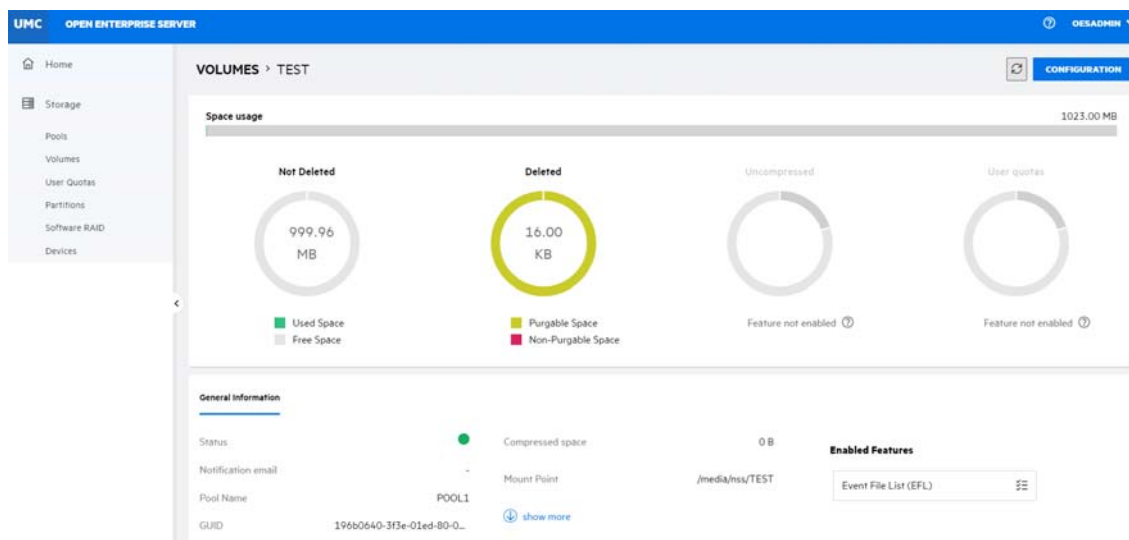 UMC OPEN ENTERPRISE SERVER OESADMIN
Home
Storage
Pools
Volumes
User Quotas
Partitions
Software RAID
Devices
VOLUMES > TEST
CONFIGURATION
Space usage 1023.00 MB
Not Deleted Deleted Uncompressed User quotas
999.96 16.00
MB KB
Used Space Purgable Space Feature not enabled Feature not enabled
Free Space Non-Purgable Space
General Information
Status Compressed space 0 B
Enabled Features
Notification email -
Mount Point /media/nss/TEST
Event File List (EFL)
Pool Name POOL1
show more
GUID 196b0640-3f3e-01ed-80-0...